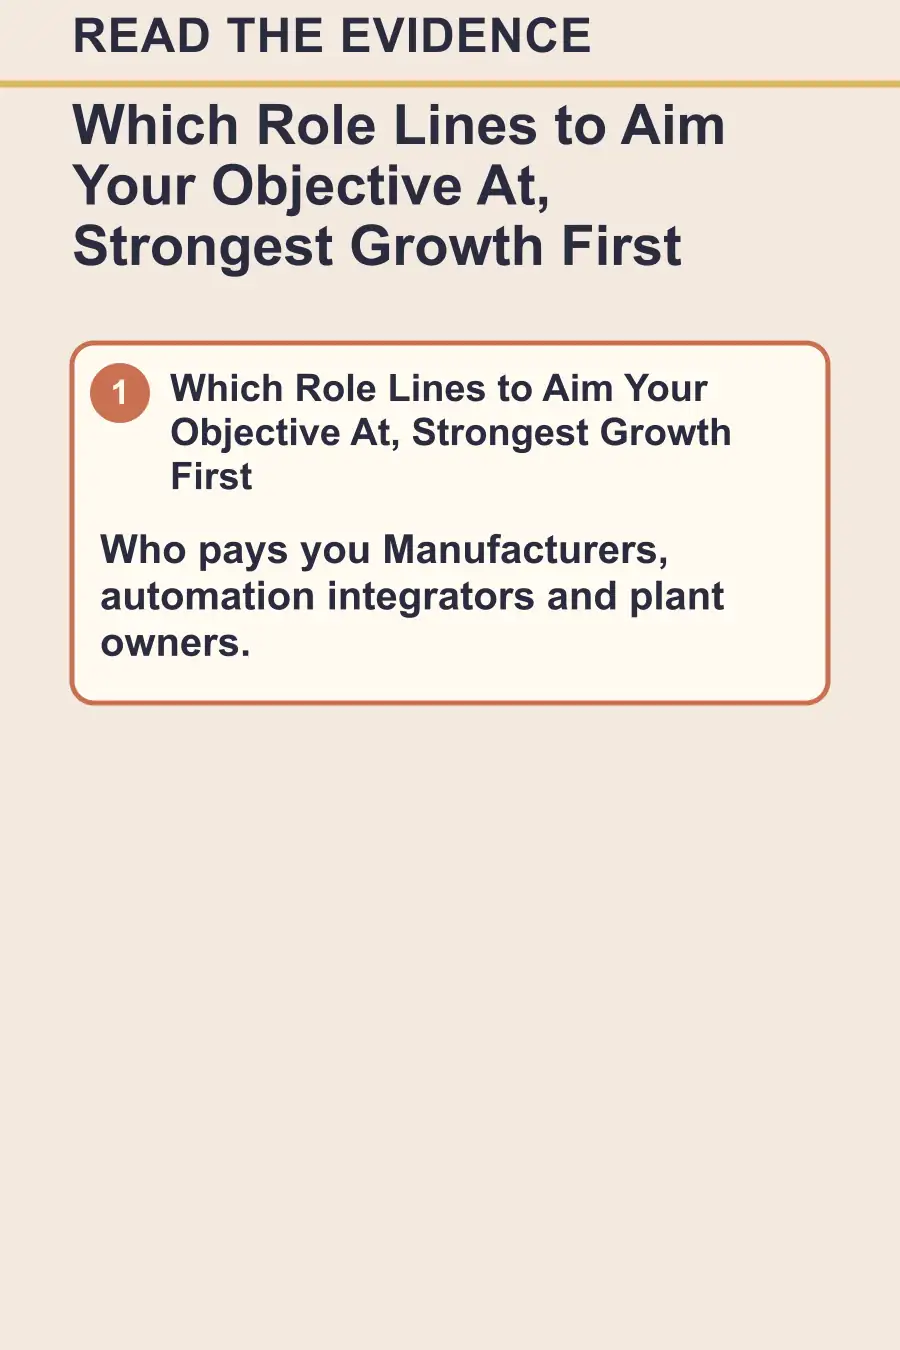 READ THE EVIDENCE
Which Role Lines to Aim
Your Objective At,
Strongest Growth First
1
Which Role Lines to Aim Your
Objective At, Strongest Growth
First
Who pays you Manufacturers,
automation integrators and plant
owners.